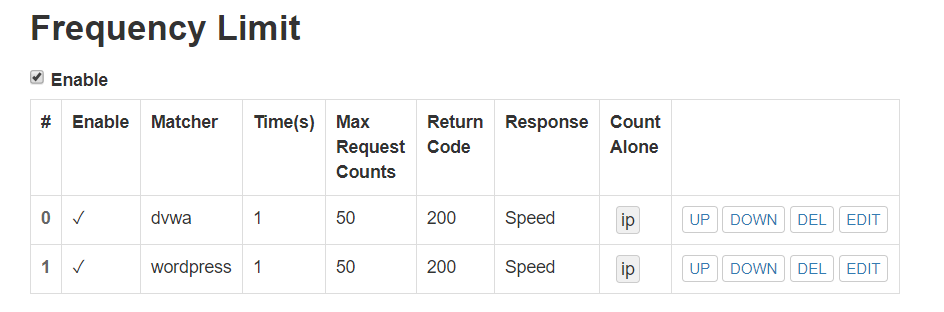 Frequency Limit
Enable
# Enable Matcher Time(s) Max Request Counts Return Code Response Count Alone
0 ✓ dvwa 1 50 200 Speed ip UP DOWN DEL EDIT
1 ✓ wordpress 1 50 200 Speed ip UP DOWN DEL EDIT